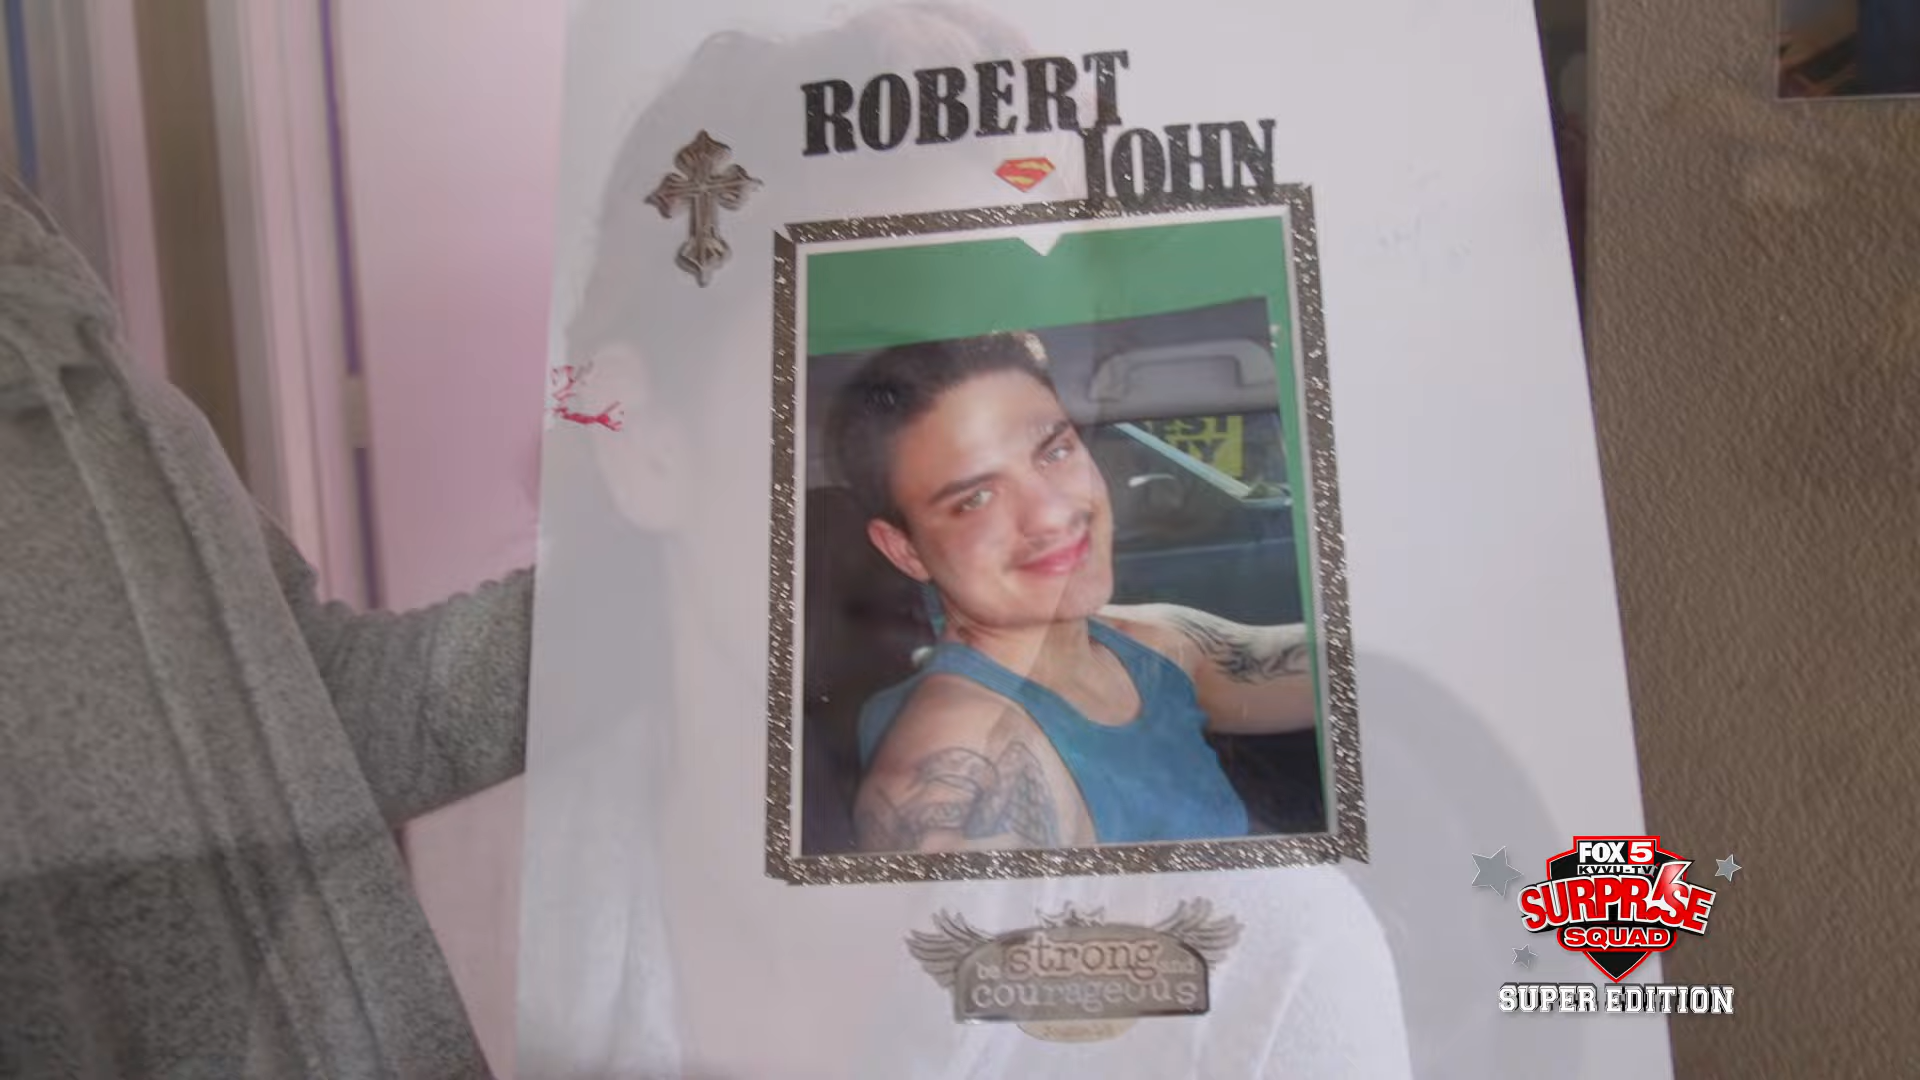 ROBERT
JOHN
be strong and
courageous
FOX 5
KVVU-TV
SURPRISE
SQUAD
SUPER EDITION